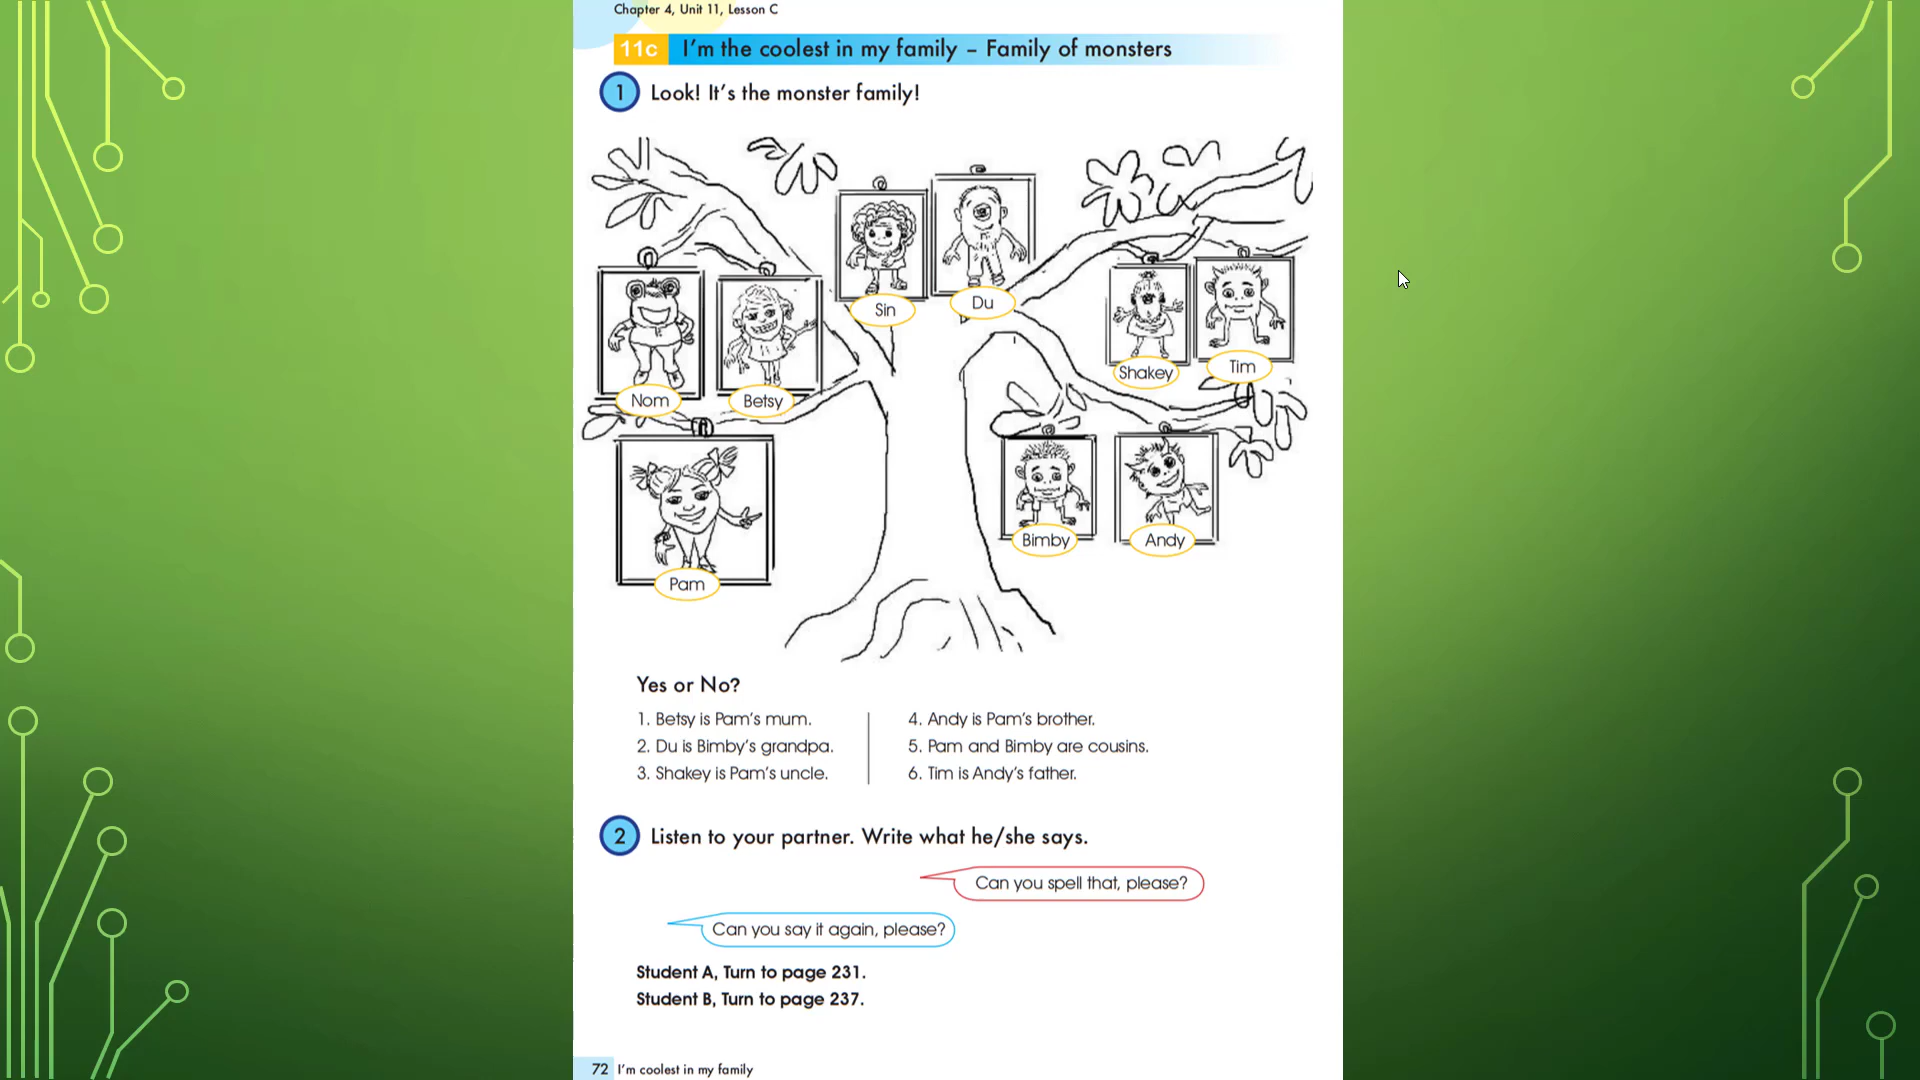 Chapter 4, Unit 11, Lesson C
11c I'm the coolest in my family – Family of monsters
1 Look! It's the monster family!
Sin
Du
Shakey
Tim
Nom
Betsy
Bimby
Andy
Pam
Yes or No?
1. Betsy is Pam's mum.
2. Du is Bimby's grandpa.
3. Shakey is Pam's uncle.
4. Andy is Pam's brother.
5. Pam and Bimby are cousins.
6. Tim is Andy's father.
2 Listen to your partner. Write what he/she says.
Can you spell that, please?
Can you say it again, please?
Student A, Turn to page 231.
Student B, Turn to page 237.
72 I'm coolest in my family